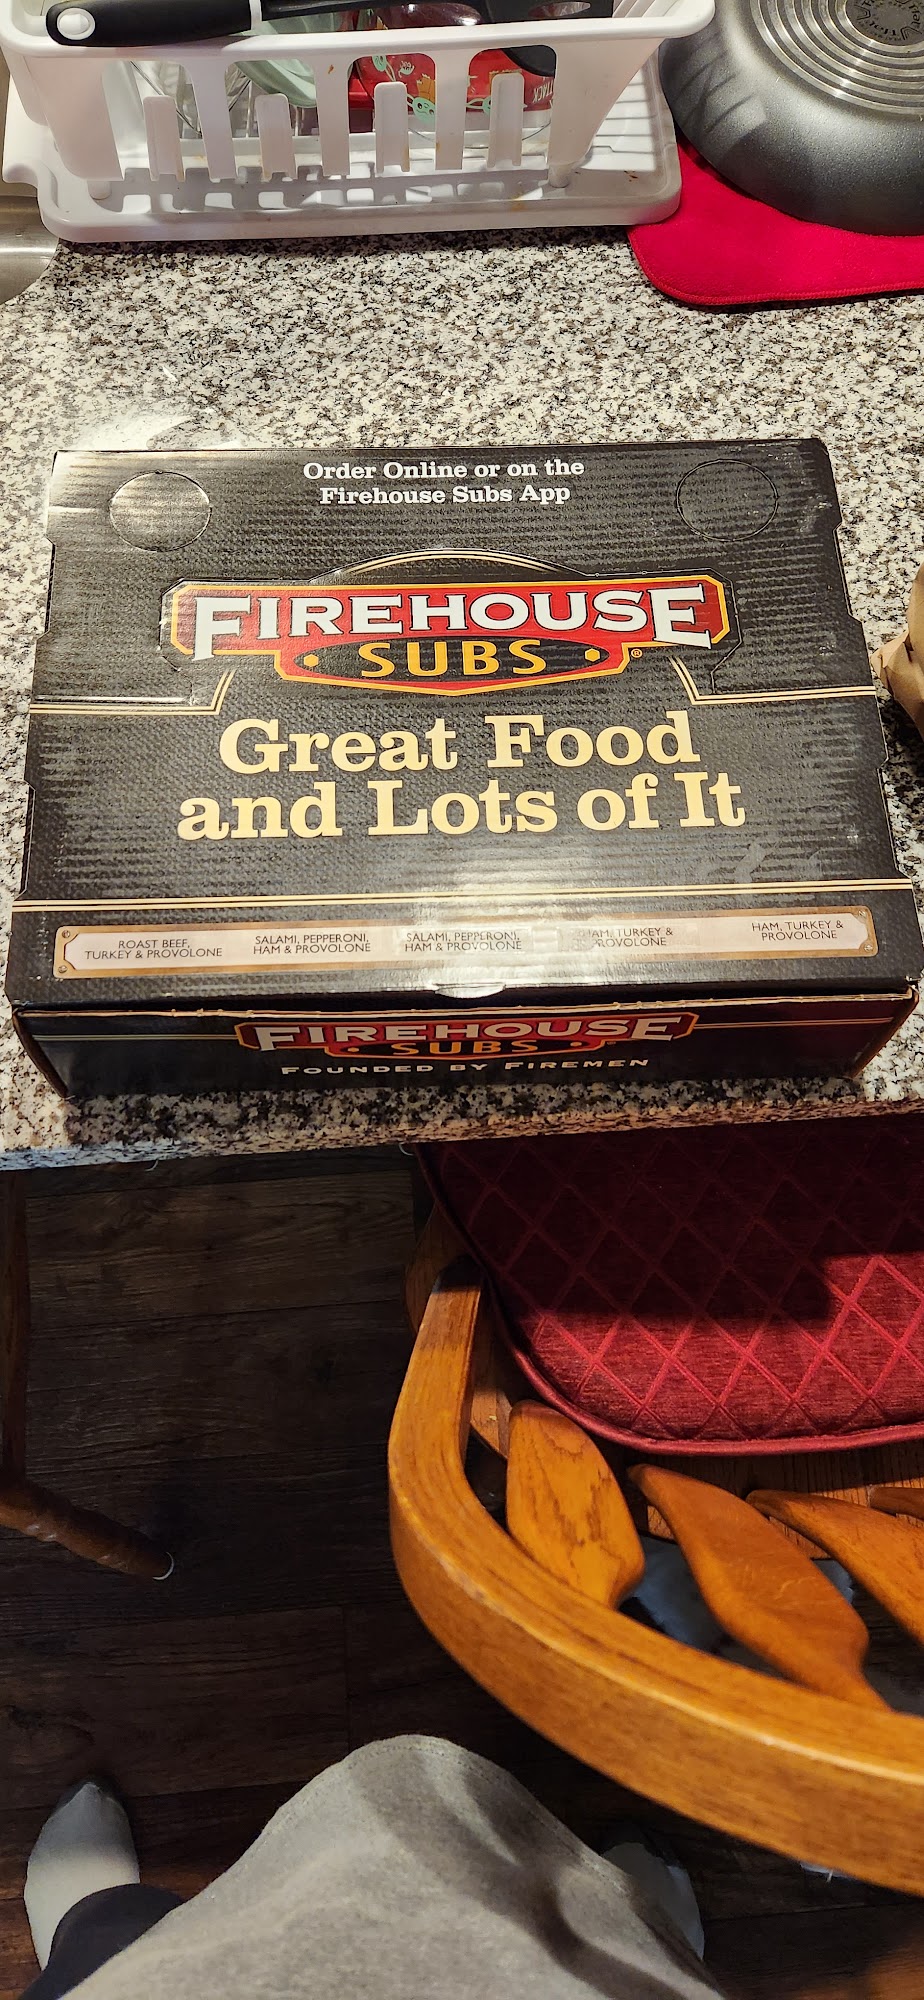 Order Online or on the
Firehouse Subs App
FIREHOUSE
SUBS®
Great Food
and Lots of It
ROAST BEEF,
TURKEY & PROVOLONE
SALAMI, PEPPERONI,
HAM & PROVOLONE
SALAMI, PEPPERONI,
HAM & PROVOLONE
HAM, TURKEY &
PROVOLONE
HAM, TURKEY &
PROVOLONE
FIREHOUSE
SUBS
FOUNDED BY FIREMEN